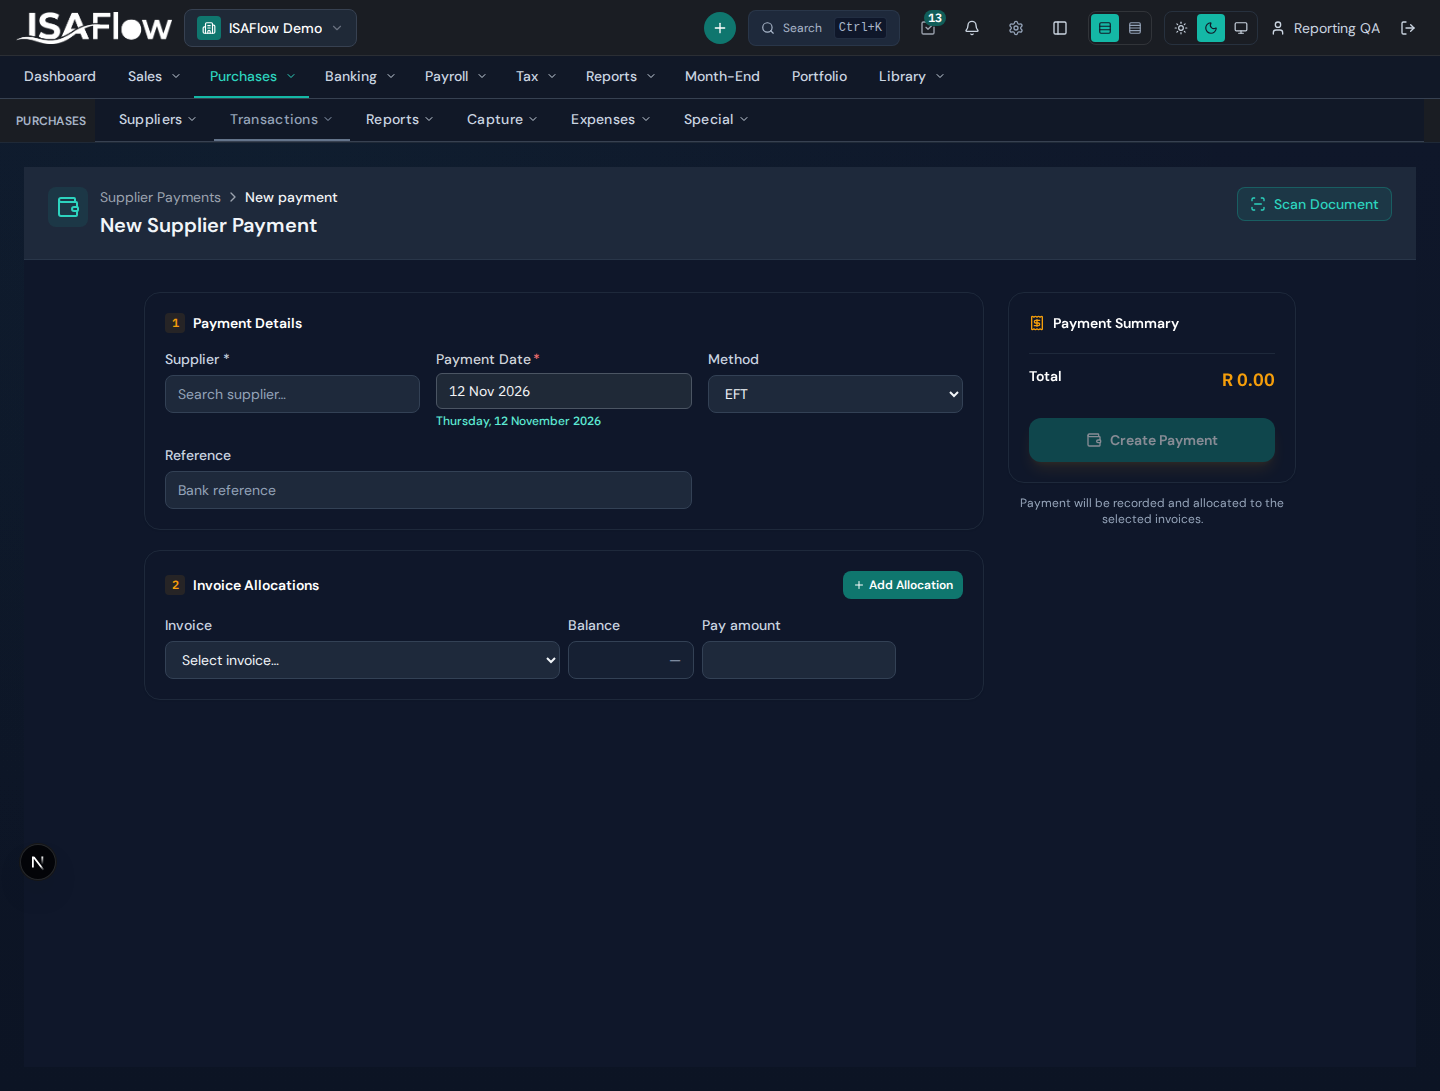 ISAFlow
ISAFlow Demo
Search Ctrl+K
13
Reporting QA
Dashboard Sales Purchases Banking Payroll Tax Reports Month-End Portfolio Library
PURCHASES Suppliers Transactions Reports Capture Expenses Special
Supplier Payments > New payment
New Supplier Payment
Scan Document
1 Payment Details
Supplier * Payment Date * Method
Search supplier... 12 Nov 2026 EFT
Thursday, 12 November 2026
Reference
Bank reference
Payment Summary
Total R 0.00
Create Payment
Payment will be recorded and allocated to the
selected invoices.
2 Invoice Allocations
+ Add Allocation
Invoice Balance Pay amount
Select invoice... —
N